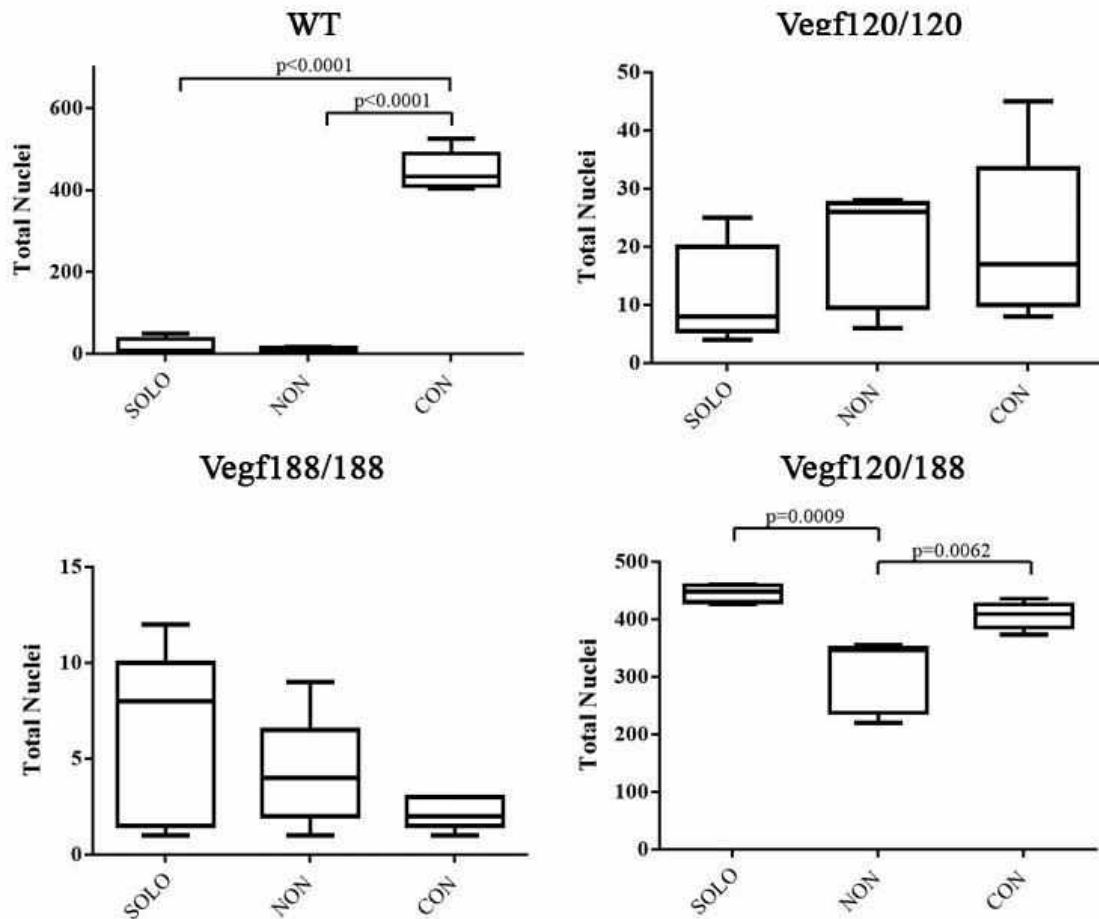 WT
p<0.0001
p<0.0001
600
400
200
0
Total Nuclei
SOLO
NON
CON
Vegf120/120
50
40
30
20
10
0
Total Nuclei
SOLO
NON
CON
Vegf188/188
15
10
5
0
Total Nuclei
SOLO
NON
CON
Vegf120/188
p=0.0009
p=0.0062
500
400
300
200
100
0
Total Nuclei
SOLO
NON
CON